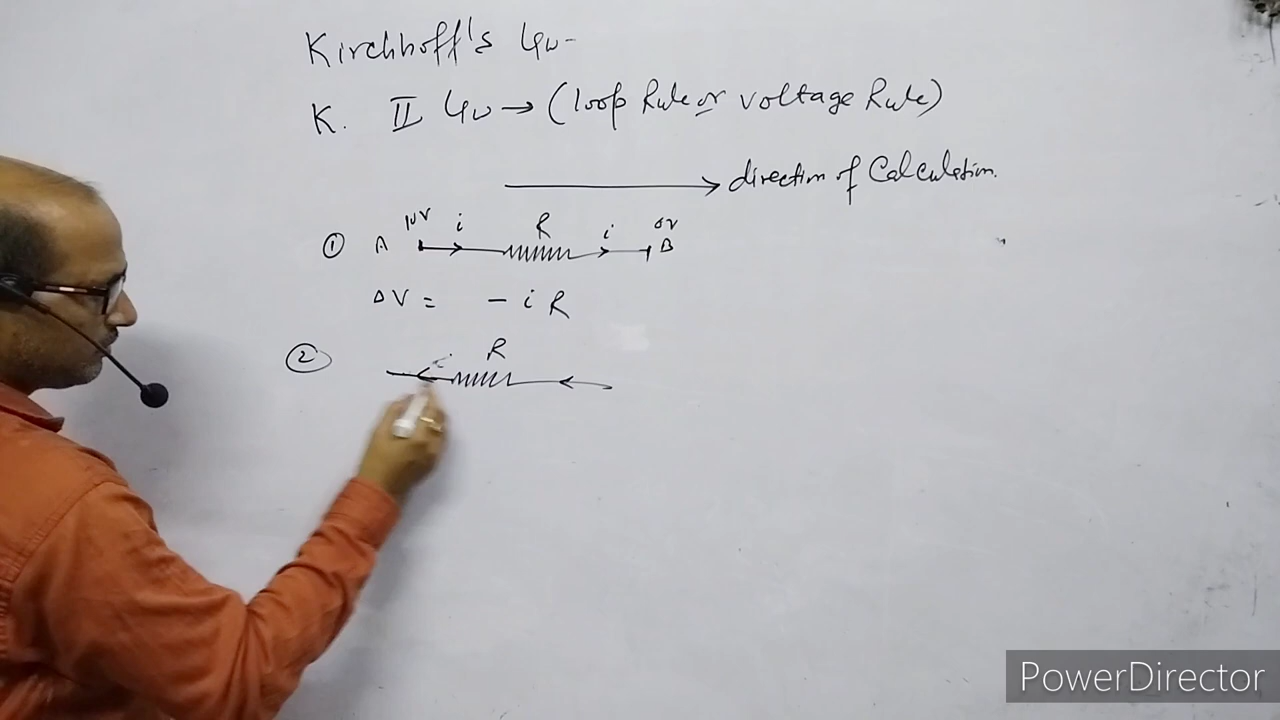 Kirchhoff's Law-
K. II Law → (loop Rule or voltage Rule)
→ direction of Calculation.
① A 10V i R i 0V B
ΔV = - i R
② i R
PowerDirector